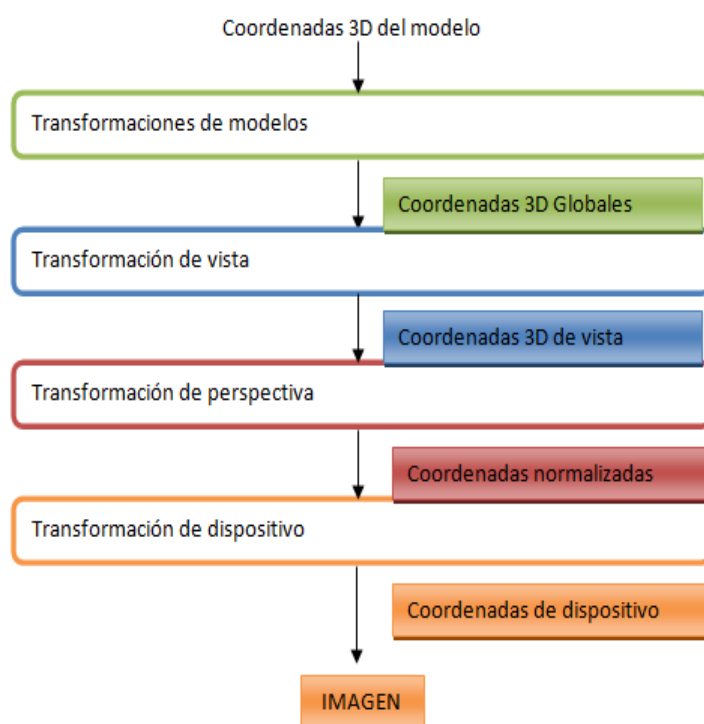 Coordenadas 3D del modelo
Transformaciones de modelos
Coordenadas 3D Globales
Transformación de vista
Coordenadas 3D de vista
Transformación de perspectiva
Coordenadas normalizadas
Transformación de dispositivo
Coordenadas de dispositivo
IMAGEN